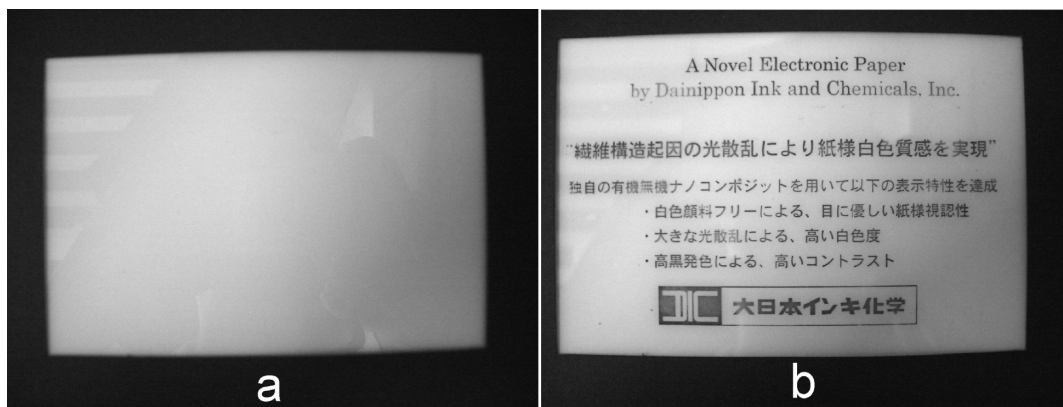 A Novel Electronic Paper
by Dainippon Ink and Chemicals, Inc.
"繊維構造起因の光散乱により紙様白色質感を実現"
独自の有機無機ナノコンポジットを用いて以下の表示特性を達成
・白色顔料フリーによる、目に優しい紙様視認性
・大きな光散乱による、高い白色度
・高黒発色による、高いコントラスト
DIC 大日本インキ化学
a
b